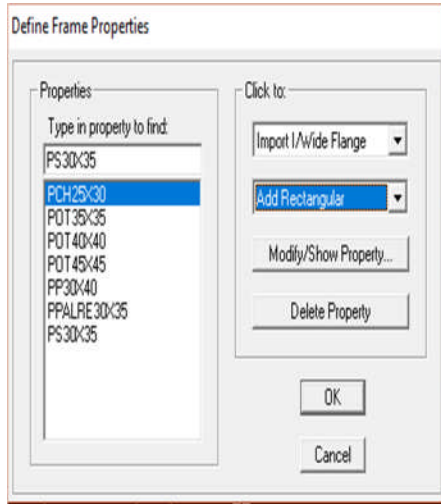 Define Frame Properties
Properties
Type in property to find:
PS30X35
PCH25X30
POT35X35
POT40X40
POT45X45
PP30X40
PPALRE30X35
PS30X35
Click to:
Import I/Wide Flange
Add Rectangular
Modify/Show Property...
Delete Property
OK
Cancel